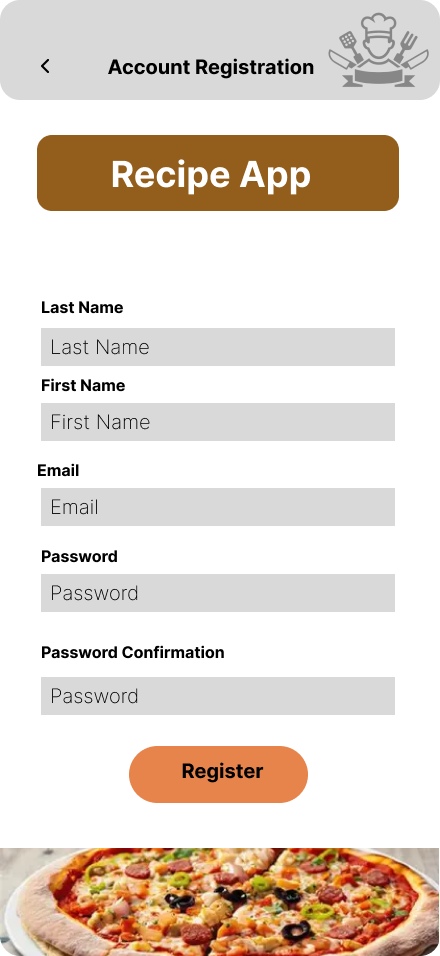 Account Registration
Recipe App
Last Name
Last Name
First Name
First Name
Email
Email
Password
Password
Password Confirmation
Password
Register